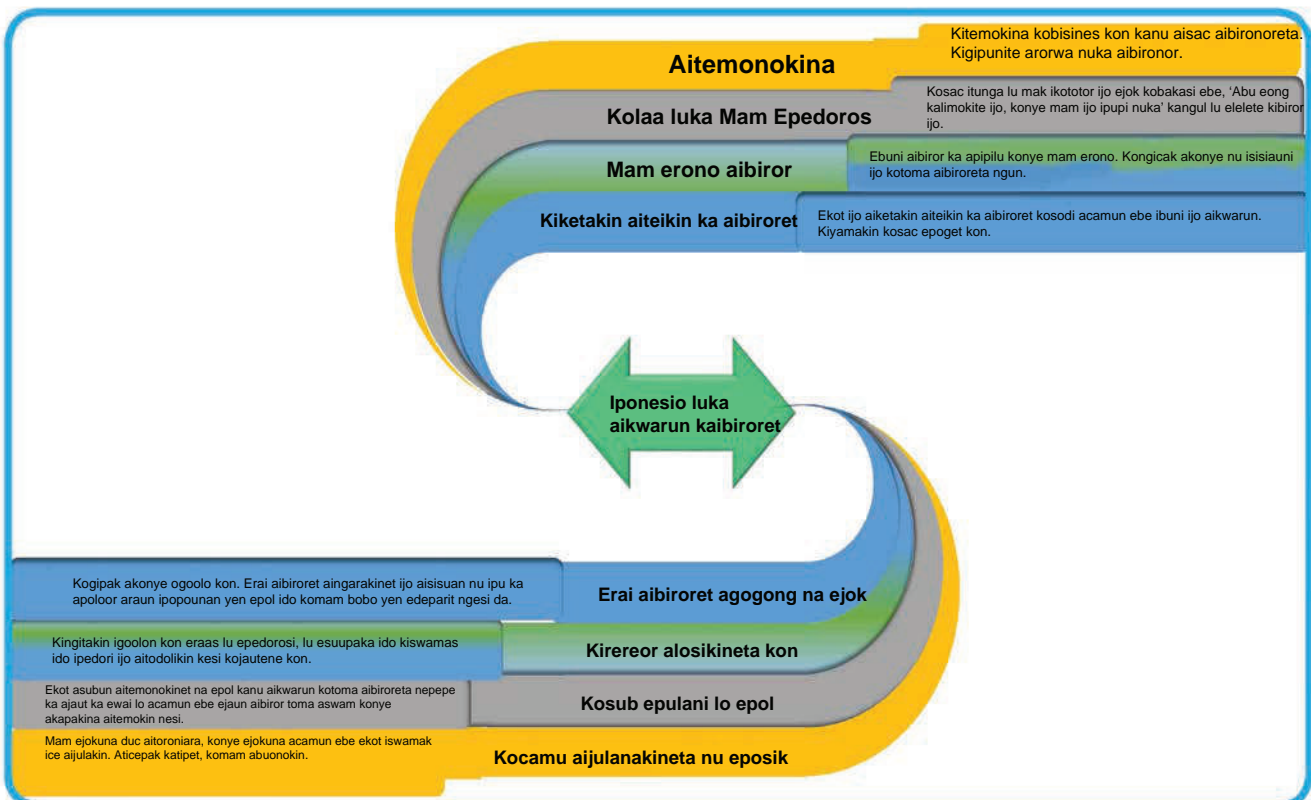 Aitemonokina
Kitemokina kobisines kon kanu aisac aibironoreta.
Kigipunite arorwa nuka aibironor.
Kolaa luka Mam Epedoros
Kosac itunga lu mak ikototor ijo ejok kobakasi ebe, ‘Abu eong
kalimokite ijo, konye mam ijo ipupi nuka’ kangul lu elelete kibiror
ijo.
Mam erono aibiror
Ebuni aibiror ka apipilu konye mam erono. Kongicak akonye nu isisiauni
ijo kotoma aibiroreta ngun.
Kiketakin aiteikin ka aibiroret
Ekot ijo aiketakin aiteikin ka aibiroret kosodi acamun ebe ibuni ijo aikwarun.
Kiyamakin kosac epoget kon.
Iponesio luka
aikwarun kaibiroret
Kogipak akonye ogoolo kon. Erai aibiroret aingarakinet ijo aisisuan nu ipu ka
apoloor araun ipopounan yen epol ido komam bobo yen edeparit ngesi da.
Erai aibiroret agogong na ejok
Kingitakin igoolon kon eraas lu epedorosi, lu esuupaka ido kiswamas
ido ipedori ijo aitodolikin kesi kojautene kon.
Kirereor alosikineta kon
Ekot asubun aitemonokinet na epol kanu aikwarun kotoma aibiroreta nepepe
ka ajaut ka ewai lo acamun ebe ejaun aibiror toma aswam konye
akapakina aitemokin nesi.
Kosub epulani lo epol
Mam ejokuna duc aitoroniara, konye ejokuna acamun ebe ekot iswamak
ice aijulakin. Aticepak katipet, komam abuonokin.
Kocamu aijulanakineta nu eposik